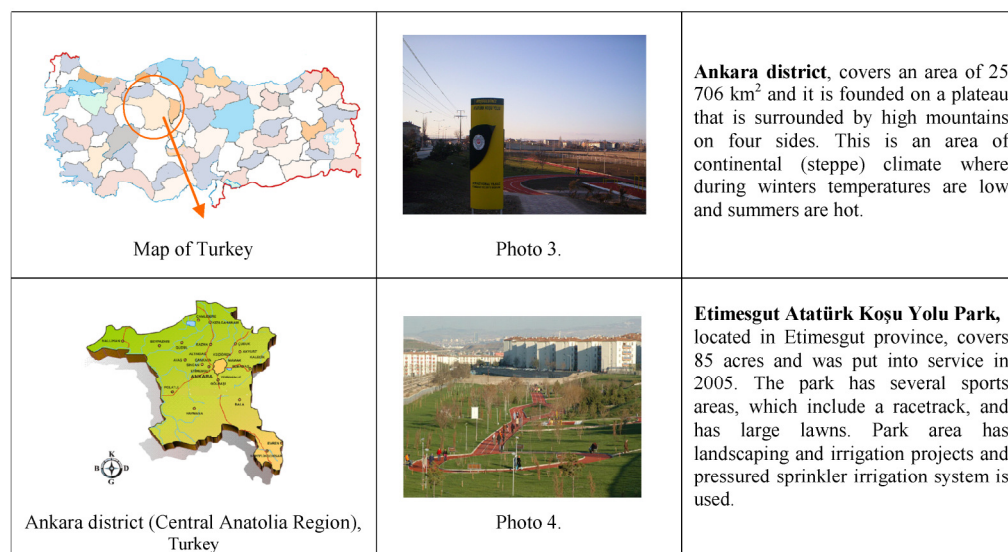 Map of Turkey
Photo 3.
Ankara district, covers an area of 25
706 km² and it is founded on a plateau
that is surrounded by high mountains
on four sides. This is an area of
continental (steppe) climate where
during winters temperatures are low
and summers are hot.
K
B D
G
ANKARA
Ankara district (Central Anatolia Region),
Turkey
Photo 4.
Etimesgut Atatürk Koşu Yolu Park,
located in Etimesgut province, covers
85 acres and was put into service in
2005. The park has several sports
areas, which include a racetrack, and
has large lawns. Park area has
landscaping and irrigation projects and
pressured sprinkler irrigation system is
used.